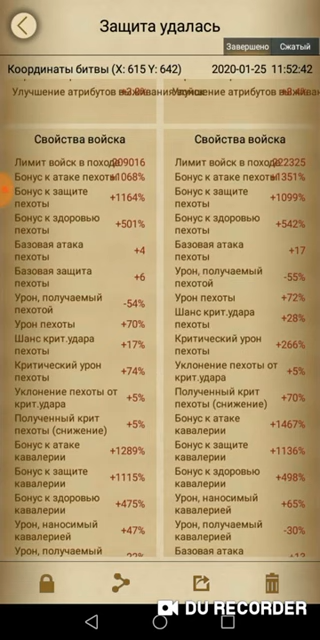 Защита удалась
Завершено Сжатый
Координаты битвы (X: 615 Y: 642) 2020-01-25 11:52:42
Улучшение атрибутов
Свойства войска
Лимит войск в походе 209016
Бонус к атаке пехоты +1068%
Бонус к защите
пехоты +1164%
Бонус к здоровью
пехоты +501%
Базовая атака
пехоты +4
Базовая защита
пехоты +6
Урон, получаемый
пехотой -54%
Урон пехоты +70%
Шанс крит.удара
пехоты +17%
Критический урон
пехоты +74%
Уклонение пехоты от
крит.удара +5%
Полученный крит
пехоты (снижение) +5%
Бонус к атаке
кавалерии +1289%
Бонус к защите
кавалерии +1115%
Бонус к здоровью
кавалерии +475%
Урон, наносимый
кавалерией +47%
Урон, получаемый
Свойства войска
Лимит войск в походе 222325
Бонус к атаке пехоты +1351%
Бонус к защите
пехоты +1099%
Бонус к здоровью
пехоты +542%
Базовая атака
пехоты +17
Урон, получаемый
пехотой -55%
Урон пехоты +72%
Шанс крит.удара
пехоты +28%
Критический урон
пехоты +266%
Уклонение пехоты от
крит.удара +5%
Полученный крит
пехоты (снижение) +70%
Бонус к атаке
кавалерии +1467%
Бонус к защите
кавалерии +1136%
Бонус к здоровью
кавалерии +498%
Урон, наносимый
кавалерией +65%
Урон, получаемый
кавалерией -30%
Базовая атака
DU RECORDER